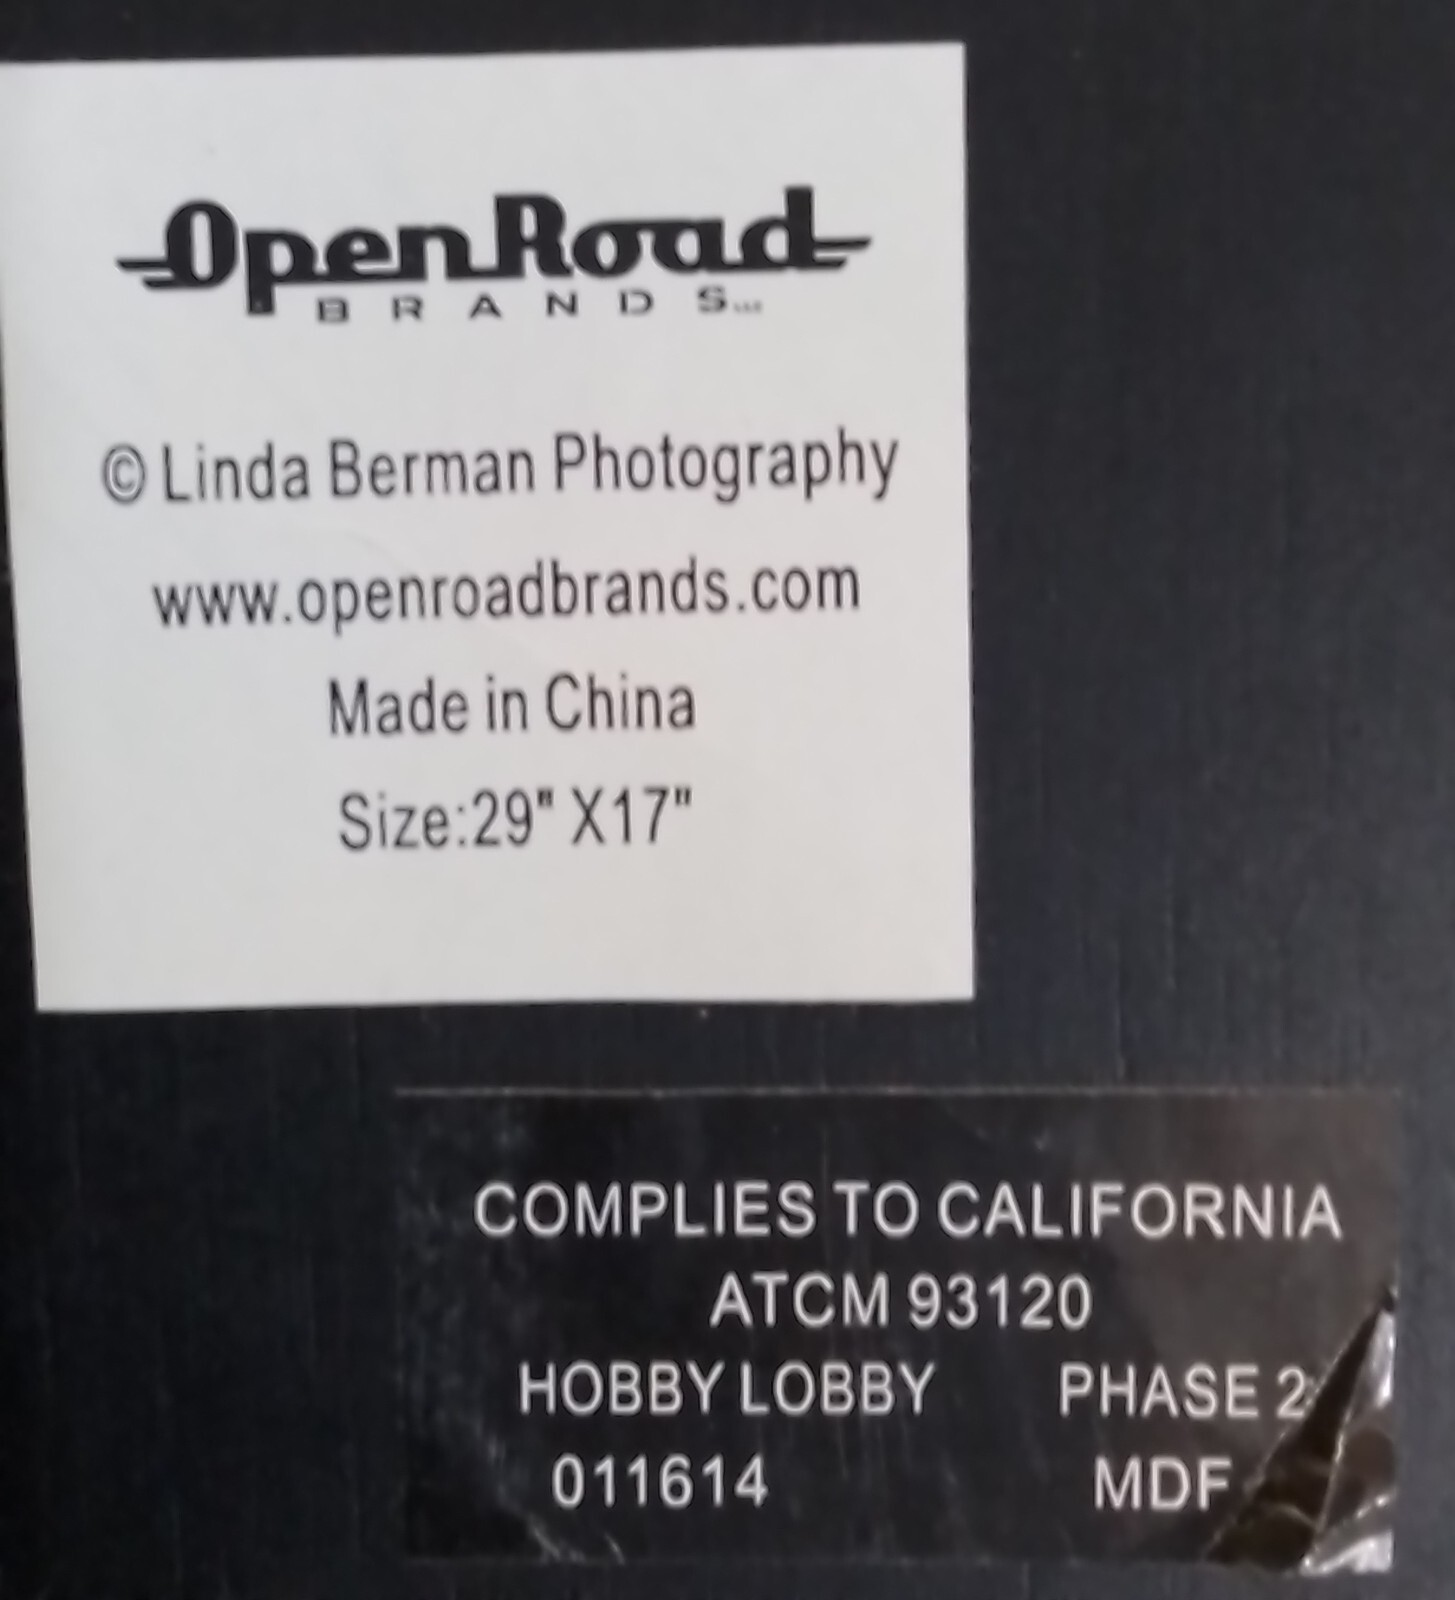 OpenRoad
BRANDS
© Linda Berman Photography
www.openroadbrands.com
Made in China
Size:29" X17"
COMPLIES TO CALIFORNIA
ATCM 93120
HOBBY LOBBY PHASE 2
011614 MDF